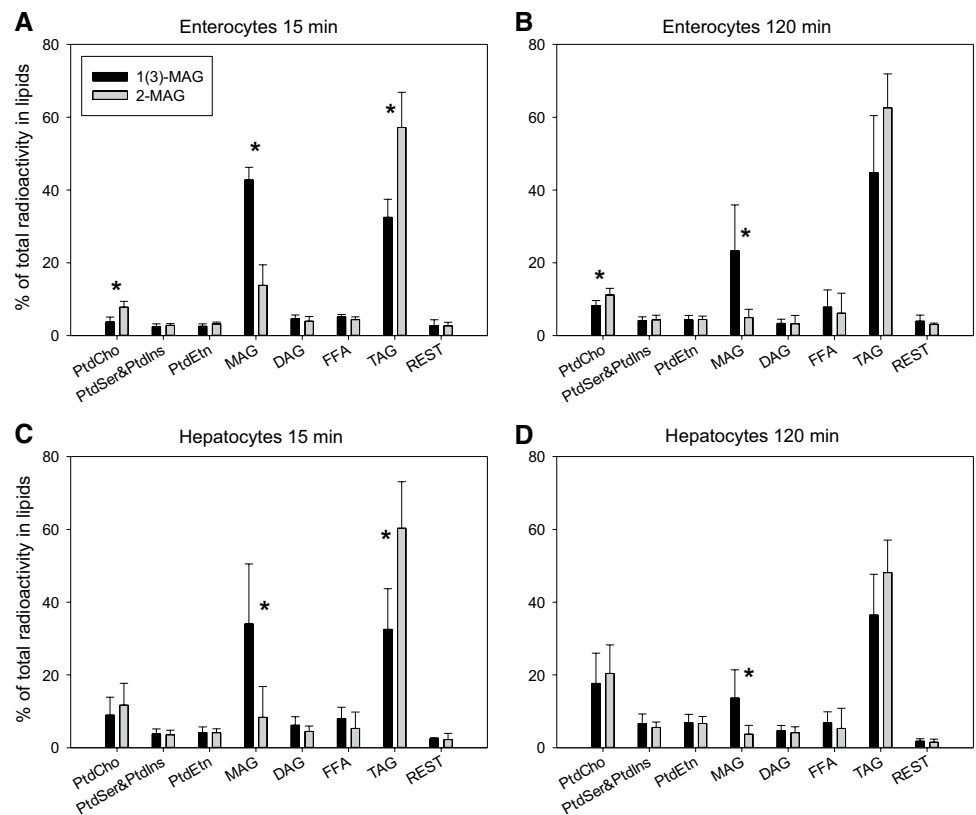 A
Enterocytes 15 min
% of total radioactivity in lipids
80
60
40
20
0
1(3)-MAG
2-MAG
*
*
*
PtdCho
PtdSer&PtdIns
PtdEtn
MAG
DAG
FFA
TAG
REST
B
Enterocytes 120 min
80
60
40
20
0
*
*
PtdCho
PtdSer&PtdIns
PtdEtn
MAG
DAG
FFA
TAG
REST
C
Hepatocytes 15 min
% of total radioactivity in lipids
80
60
40
20
0
*
*
PtdCho
PtdSer&PtdIns
PtdEtn
MAG
DAG
FFA
TAG
REST
D
Hepatocytes 120 min
80
60
40
20
0
*
PtdCho
PtdSer&PtdIns
PtdEtn
MAG
DAG
FFA
TAG
REST